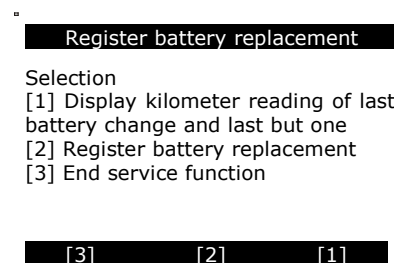 Register battery replacement
Selection
[1] Display kilometer reading of last
battery change and last but one
[2] Register battery replacement
[3] End service function
[3] [2] [1]